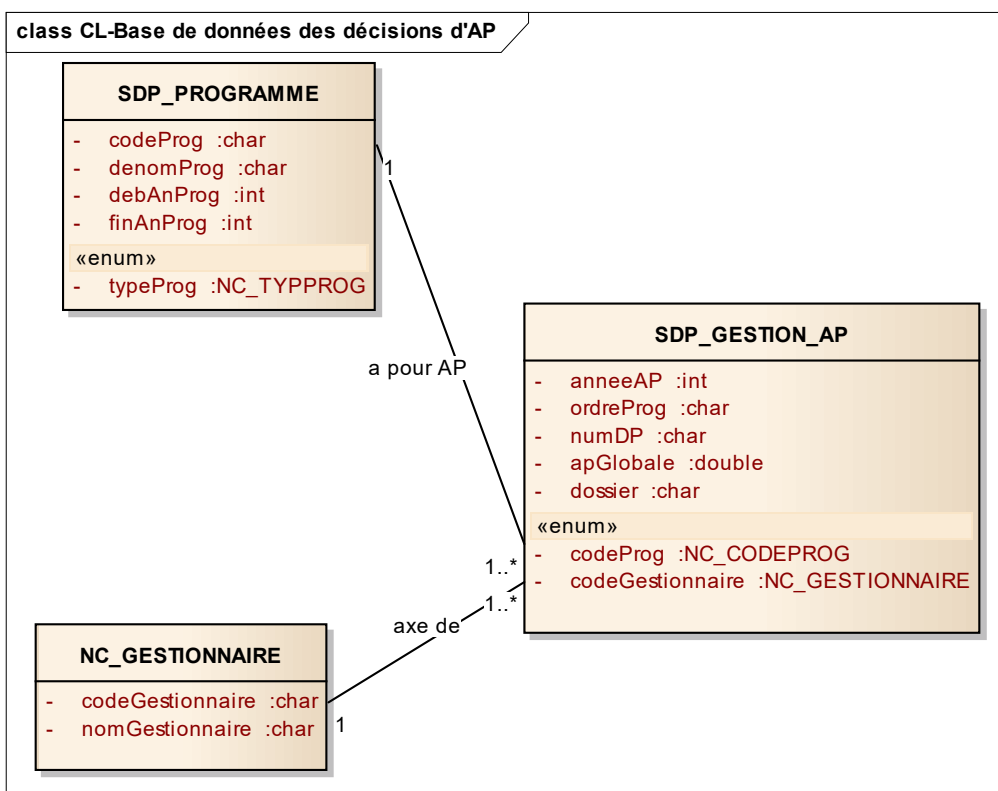 class CL-Base de données des décisions d'AP
SDP_PROGRAMME
- codeProg :char
- denomProg :char
- debAnProg :int
- finAnProg :int
«enum»
- typeProg :NC_TYPPROG
1
a pour AP
SDP_GESTION_AP
- anneeAP :int
- ordreProg :char
- numDP :char
- apGlobale :double
- dossier :char
«enum»
- codeProg :NC_CODEPROG
- codeGestionnaire :NC_GESTIONNAIRE
1..*
1..*
axe de
NC_GESTIONNAIRE
- codeGestionnaire :char
- nomGestionnaire :char
1